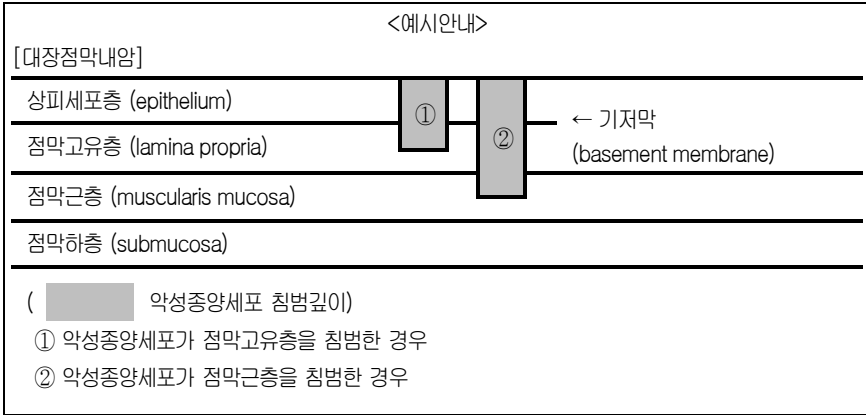 <예시안내>
[대장점막내암]
상피세포층 (epithelium)
①
← 기저막
점막고유층 (lamina propria)
②
(basement membrane)
점막근층 (muscularis mucosa)
점막하층 (submucosa)
( 악성종양세포 침범깊이)
① 악성종양세포가 점막고유층을 침범한 경우
② 악성종양세포가 점막근층을 침범한 경우